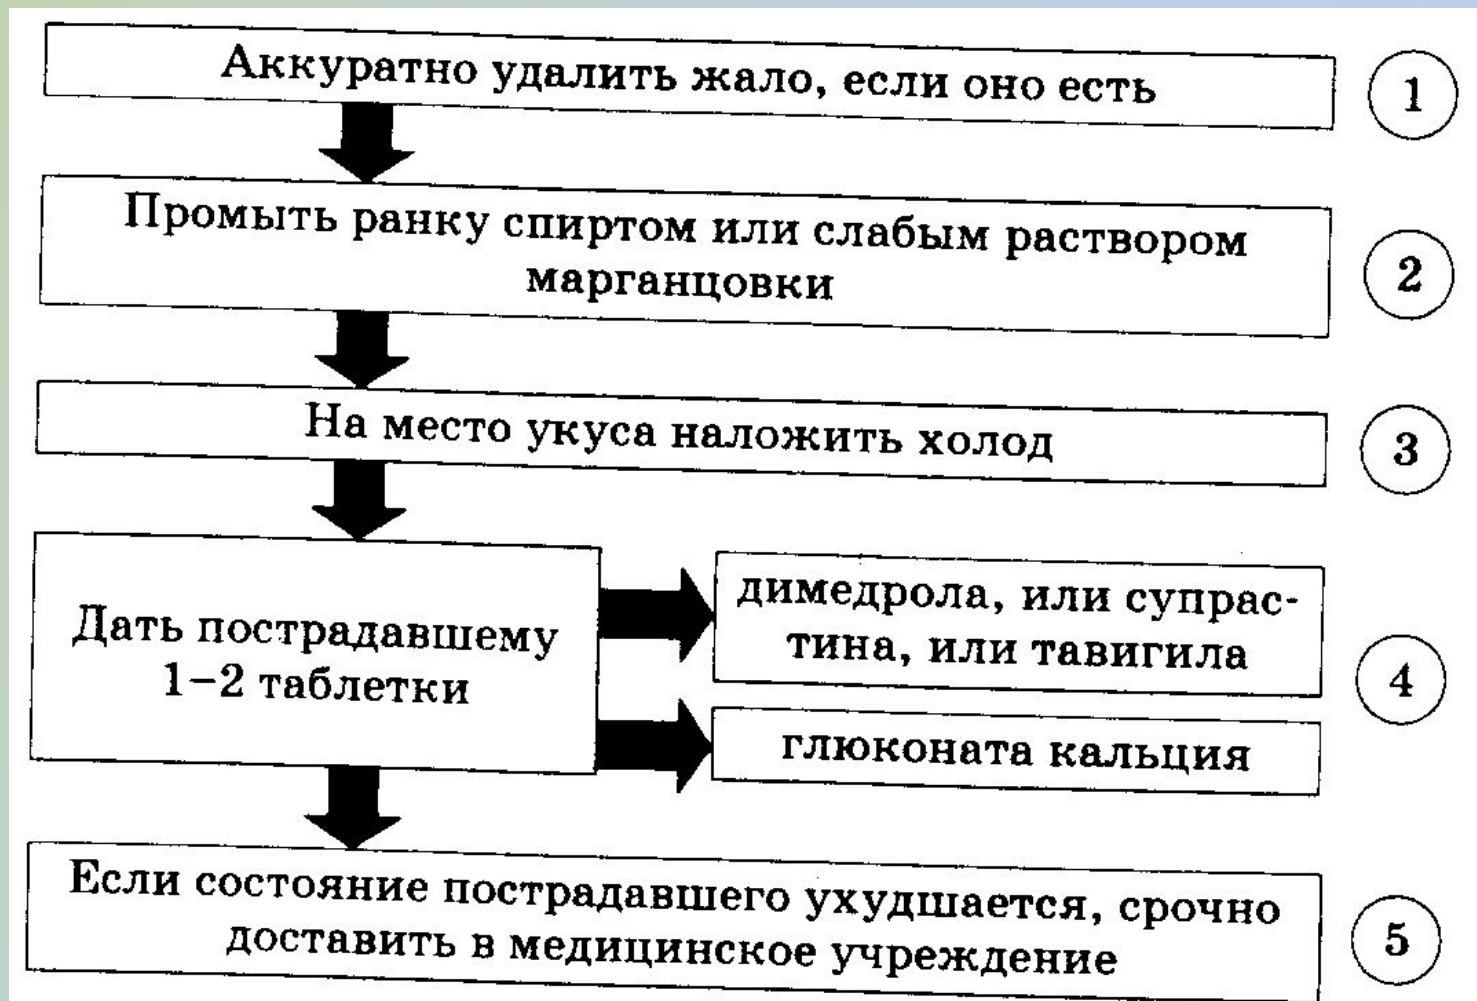 Аккуратно удалить жало, если оно есть
1
Промыть ранку спиртом или слабым раствором
марганцовки
2
На место укуса наложить холод
3
Дать пострадавшему
1–2 таблетки
димедрола, или супрас-
тина, или тавигила
глюконата кальция
4
Если состояние пострадавшего ухудшается, срочно
доставить в медицинское учреждение
5